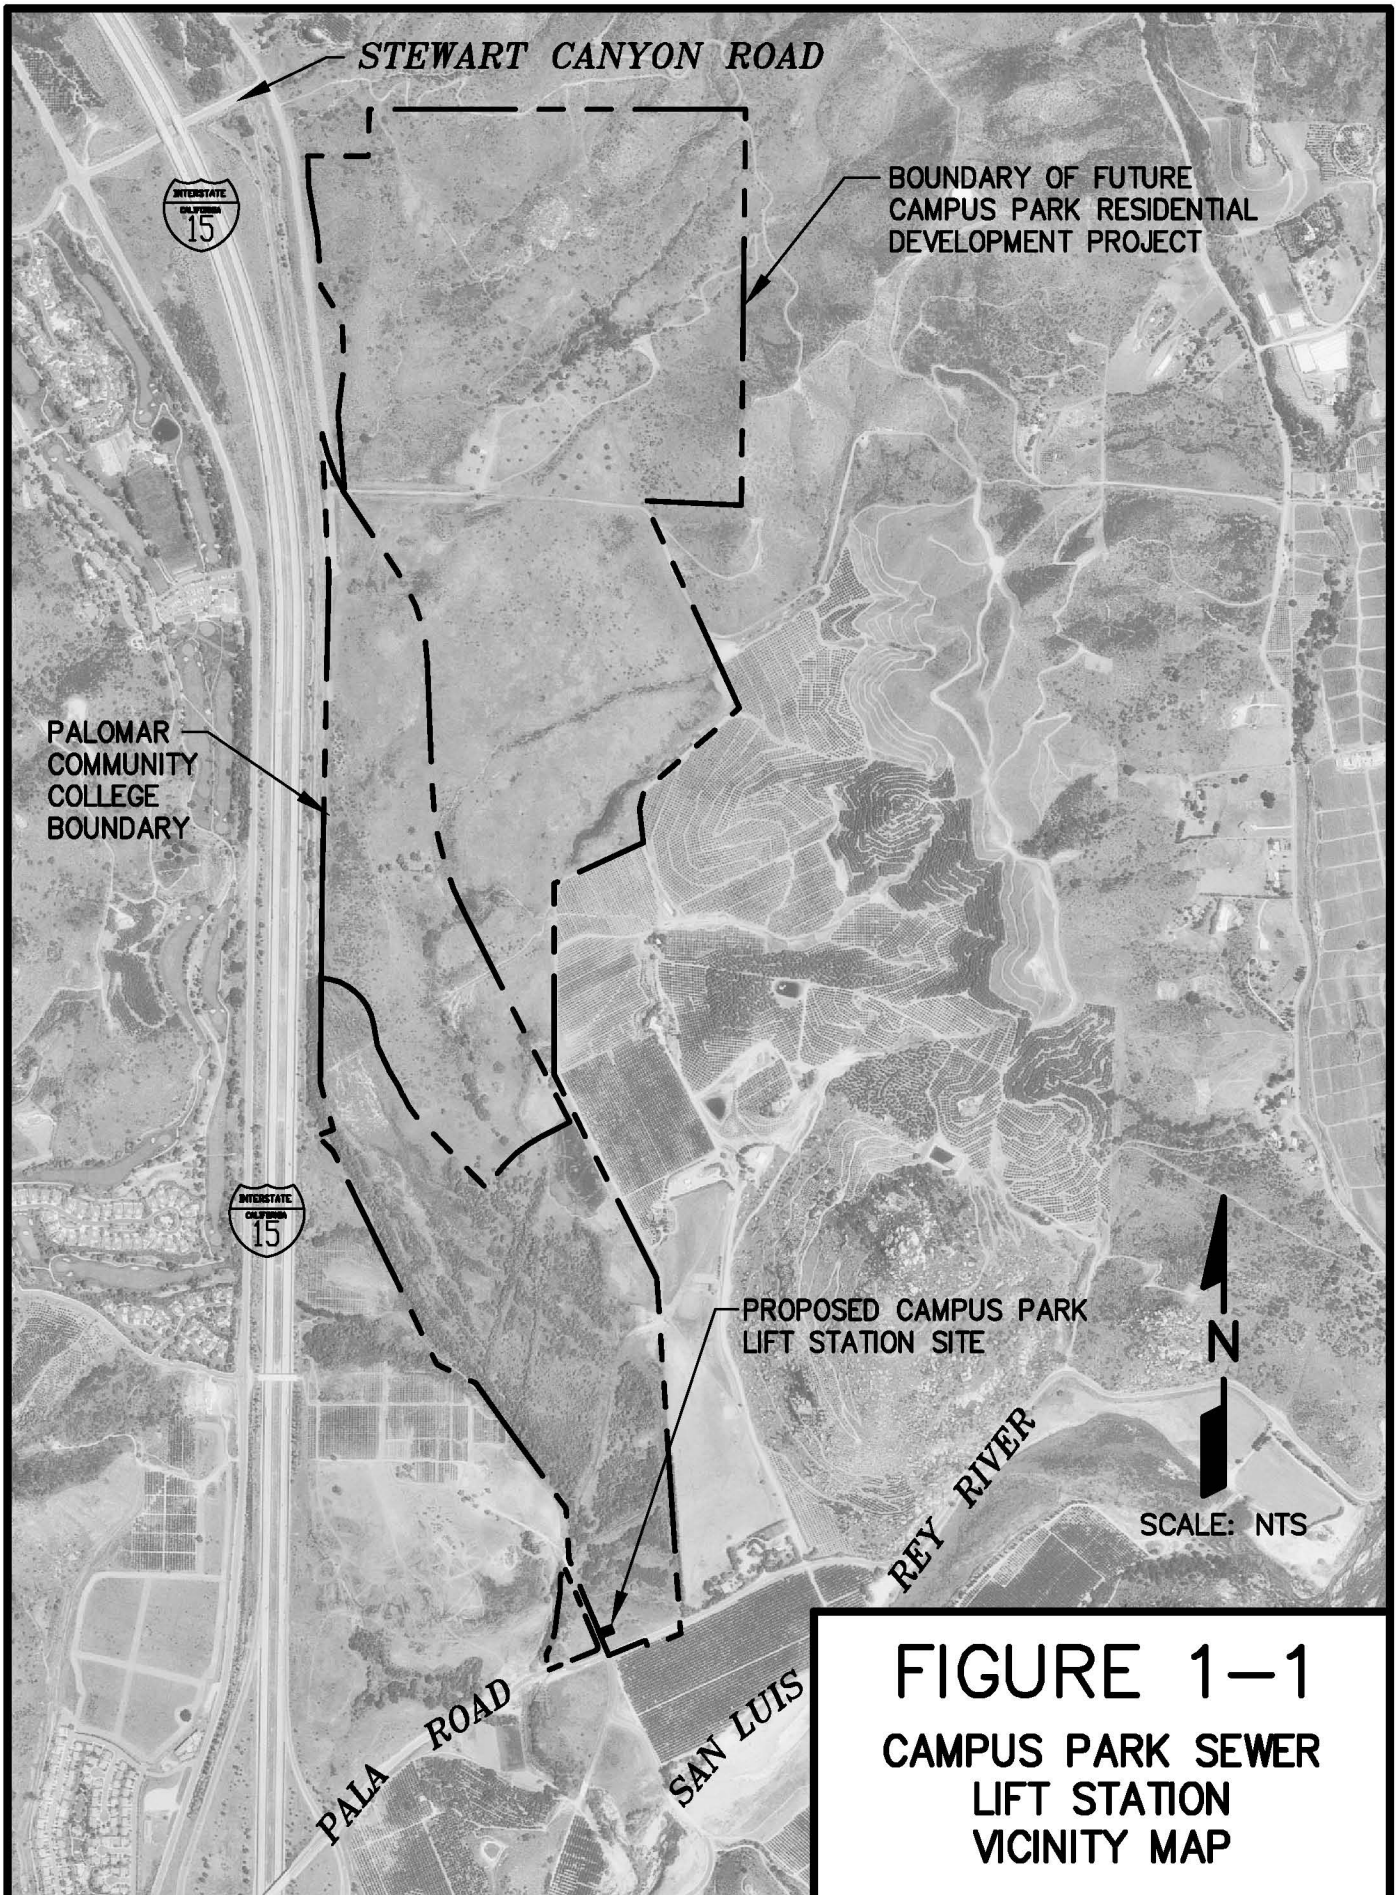 STEWART CANYON ROAD
INTERSTATE
CALIFORNIA
15
BOUNDARY OF FUTURE
CAMPUS PARK RESIDENTIAL
DEVELOPMENT PROJECT
PALOMAR
COMMUNITY
COLLEGE
BOUNDARY
INTERSTATE
CALIFORNIA
15
PROPOSED CAMPUS PARK
LIFT STATION SITE
N
SCALE: NTS
PALA ROAD
SAN LUIS REY RIVER
FIGURE 1-1
CAMPUS PARK SEWER
LIFT STATION
VICINITY MAP